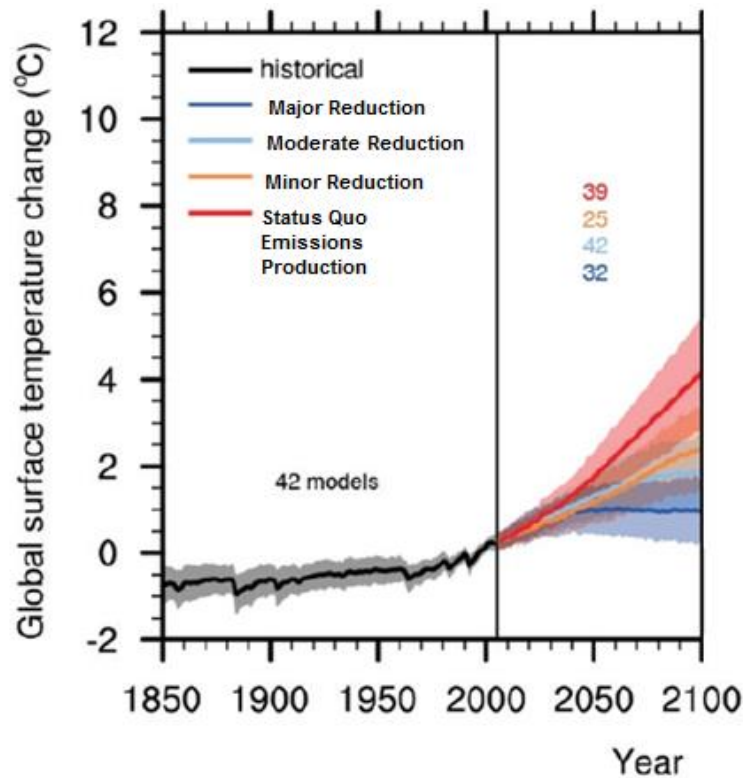 Global surface temperature change (°C)
12
10
8
6
4
2
0
-2
historical
Major Reduction
Moderate Reduction
Minor Reduction
Status Quo
Emissions
Production
39
25
42
32
42 models
1850 1900 1950 2000 2050 2100
Year